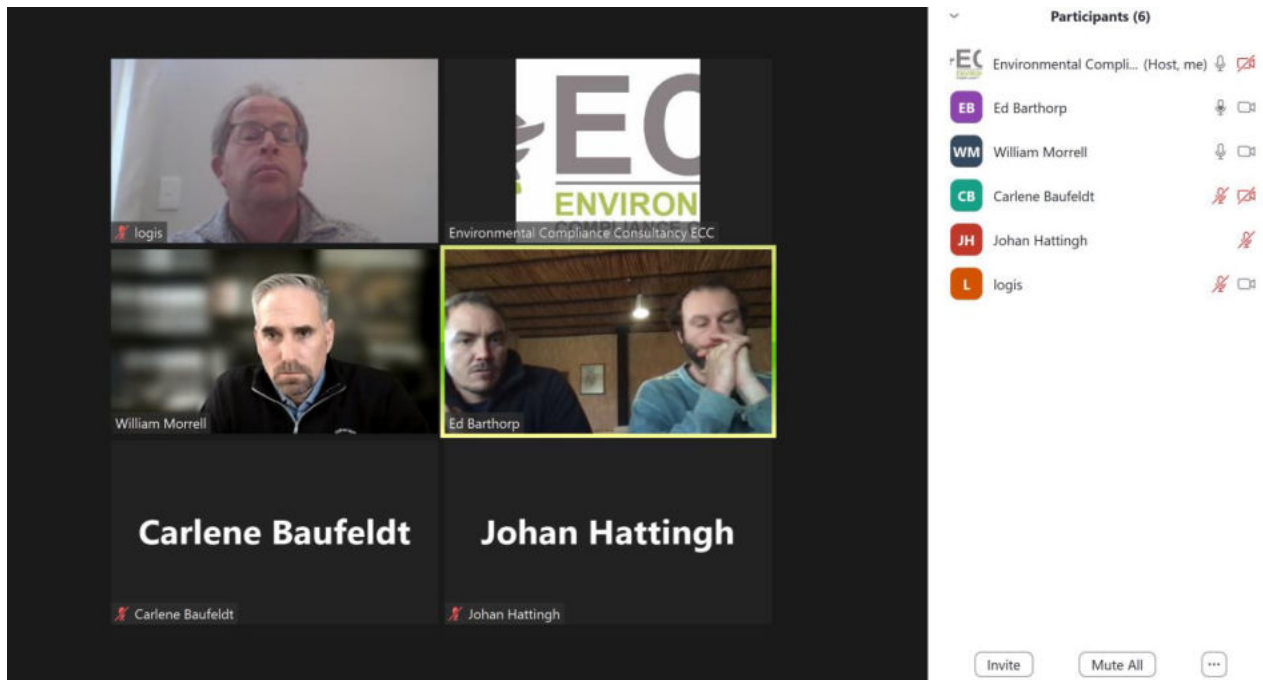 logis
EC
ENVIRON
COMPLIANCE C
Environmental Compliance Consultancy ECC
William Morrell
Ed Barthorp
Carlene Baufeldt
Carlene Baufeldt
Johan Hattingh
Johan Hattingh
Participants (6)
EC
Environmental Compli... (Host, me)
EB Ed Barthorp
WM William Morrell
CB Carlene Baufeldt
JH Johan Hattingh
L logis
Invite Mute All ...